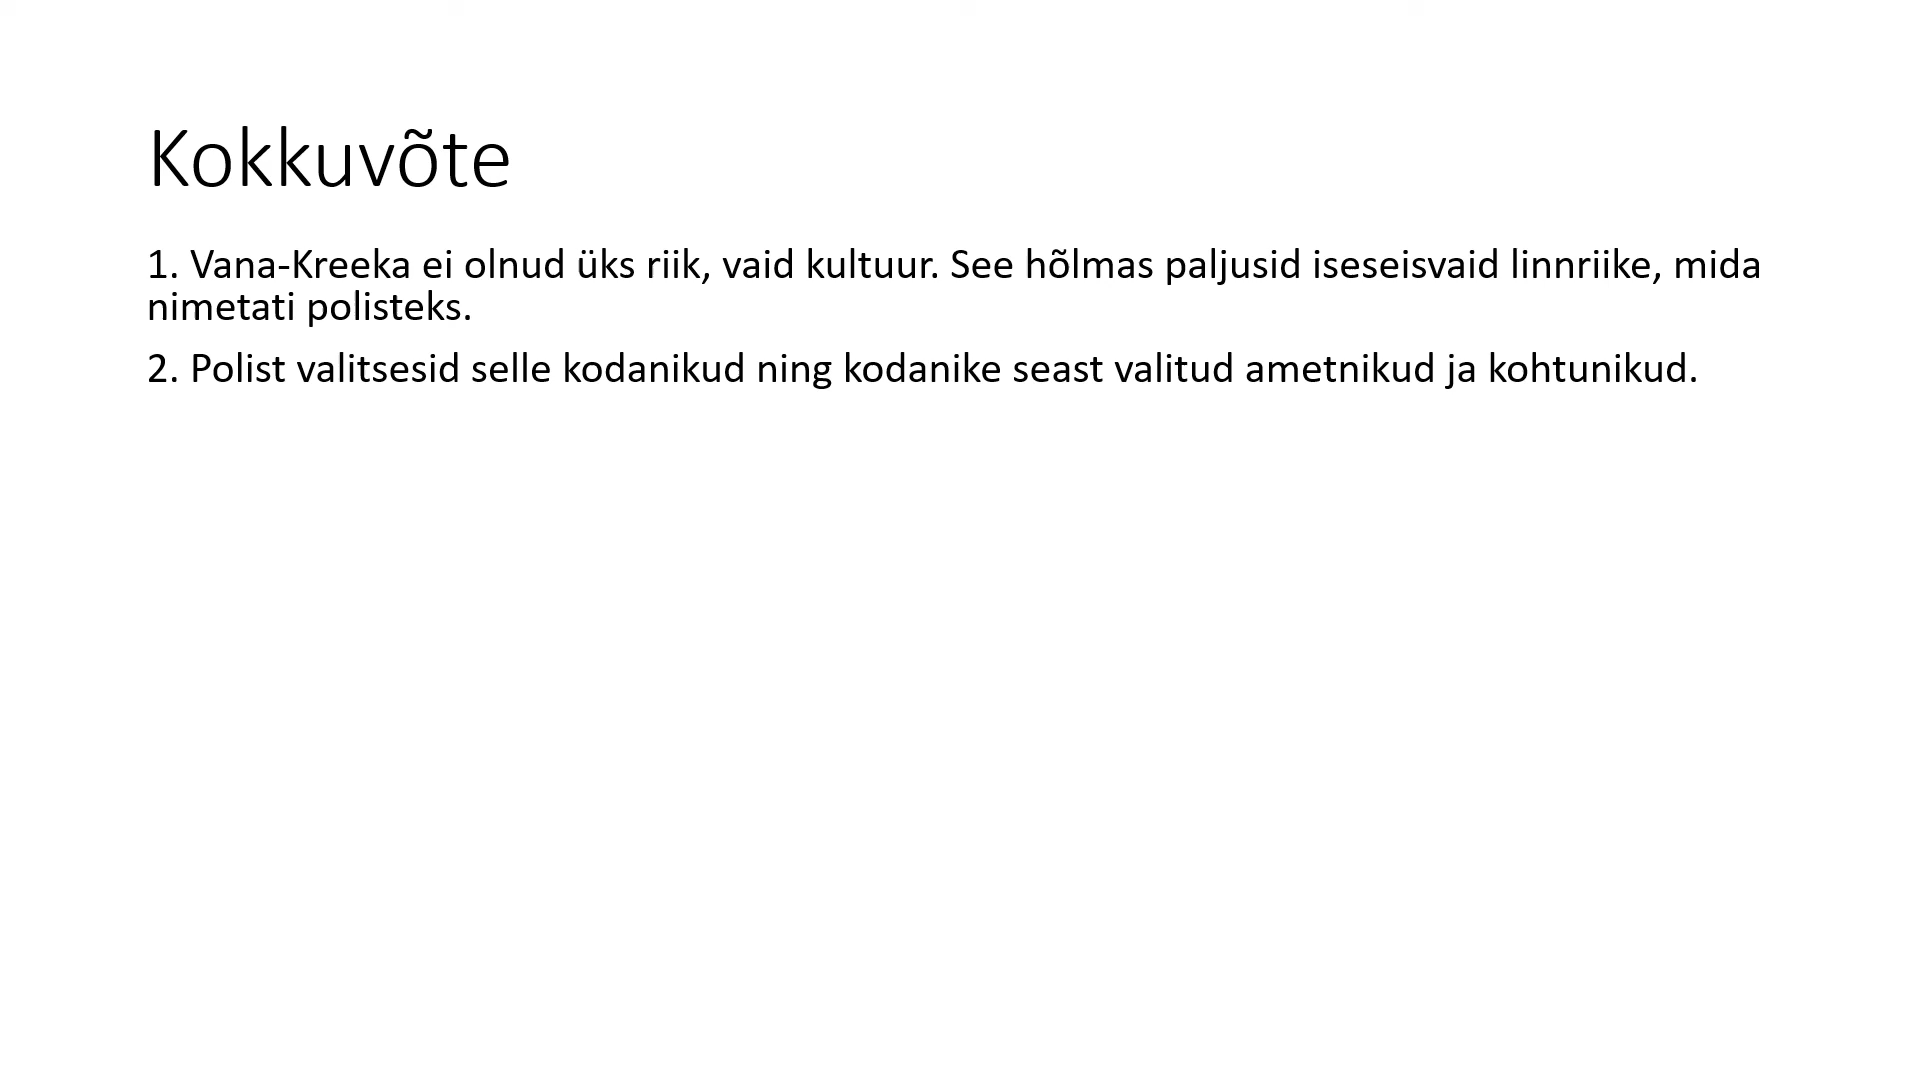 Kokkuvõte
1. Vana-Kreeka ei olnud üks riik, vaid kultuur. See hõlmas paljusid iseseisvaid linnriike, mida
nimetati polisteks.
2. Polist valitsesid selle kodanikud ning kodanike seast valitud ametnikud ja kohtunikud.